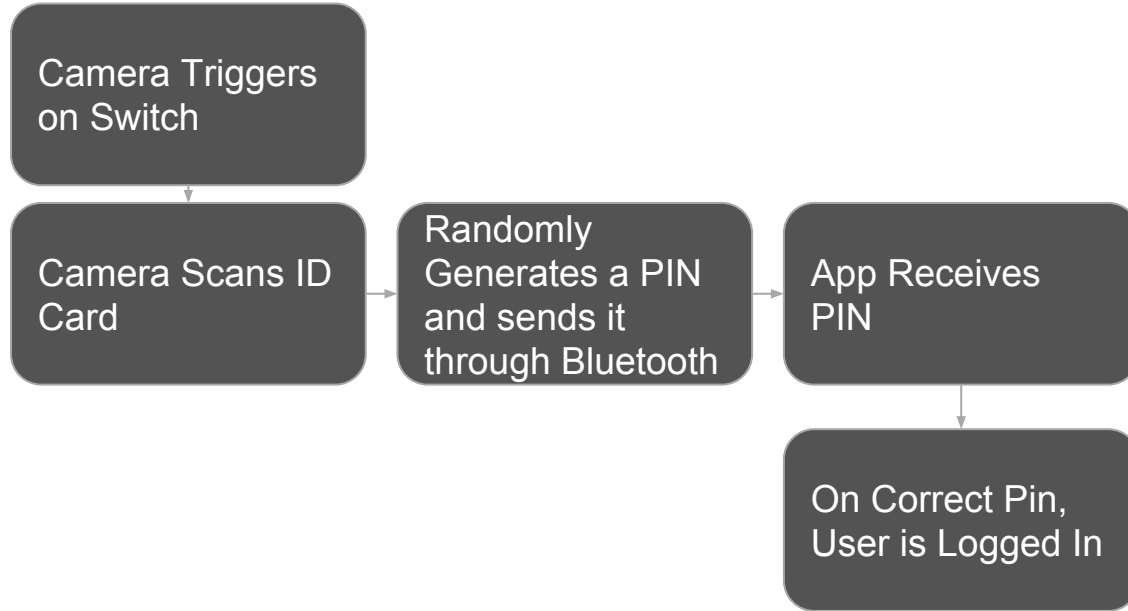 Camera Triggers
on Switch
Camera Scans ID
Card
Randomly
Generates a PIN
and sends it
through Bluetooth
App Receives
PIN
On Correct Pin,
User is Logged In